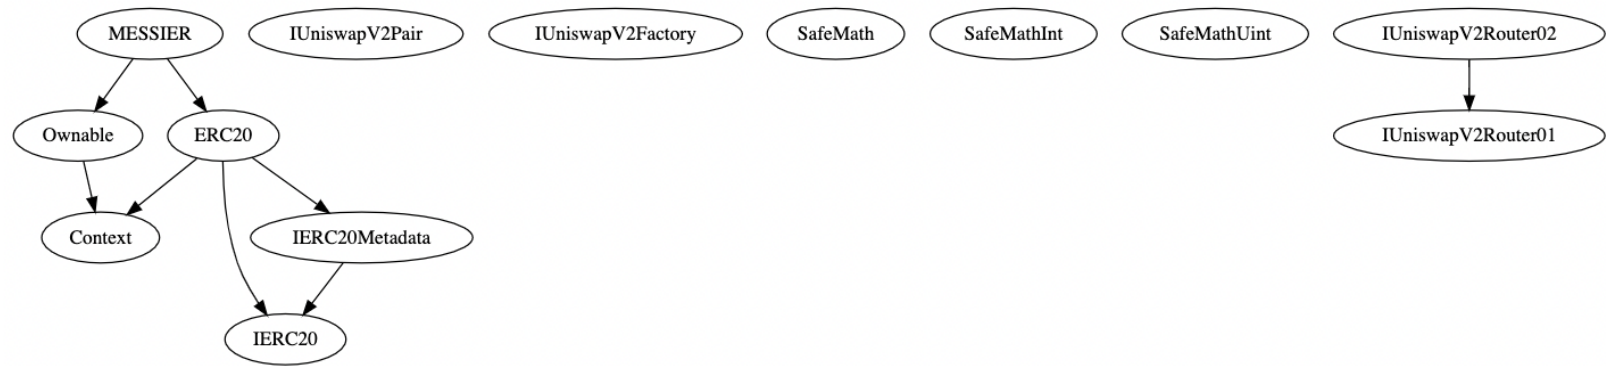 MESSIER
IUniswapV2Pair
IUniswapV2Factory
SafeMath
SafeMathInt
SafeMathUint
IUniswapV2Router02
Ownable
ERC20
IUniswapV2Router01
Context
IERC20Metadata
IERC20